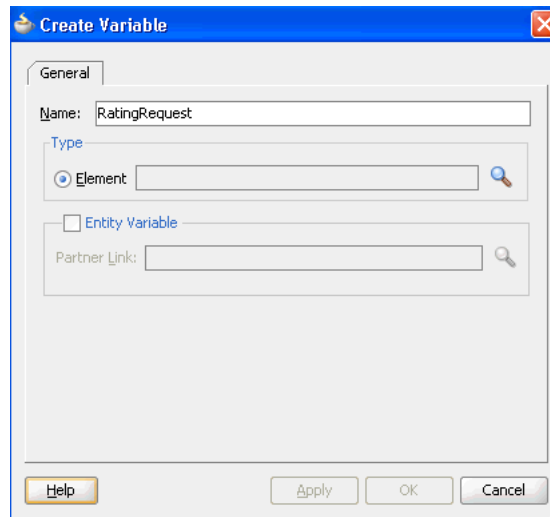 Create Variable
General
Name: RatingRequest
Type
Element
Entity Variable
Partner Link:
Help Apply OK Cancel